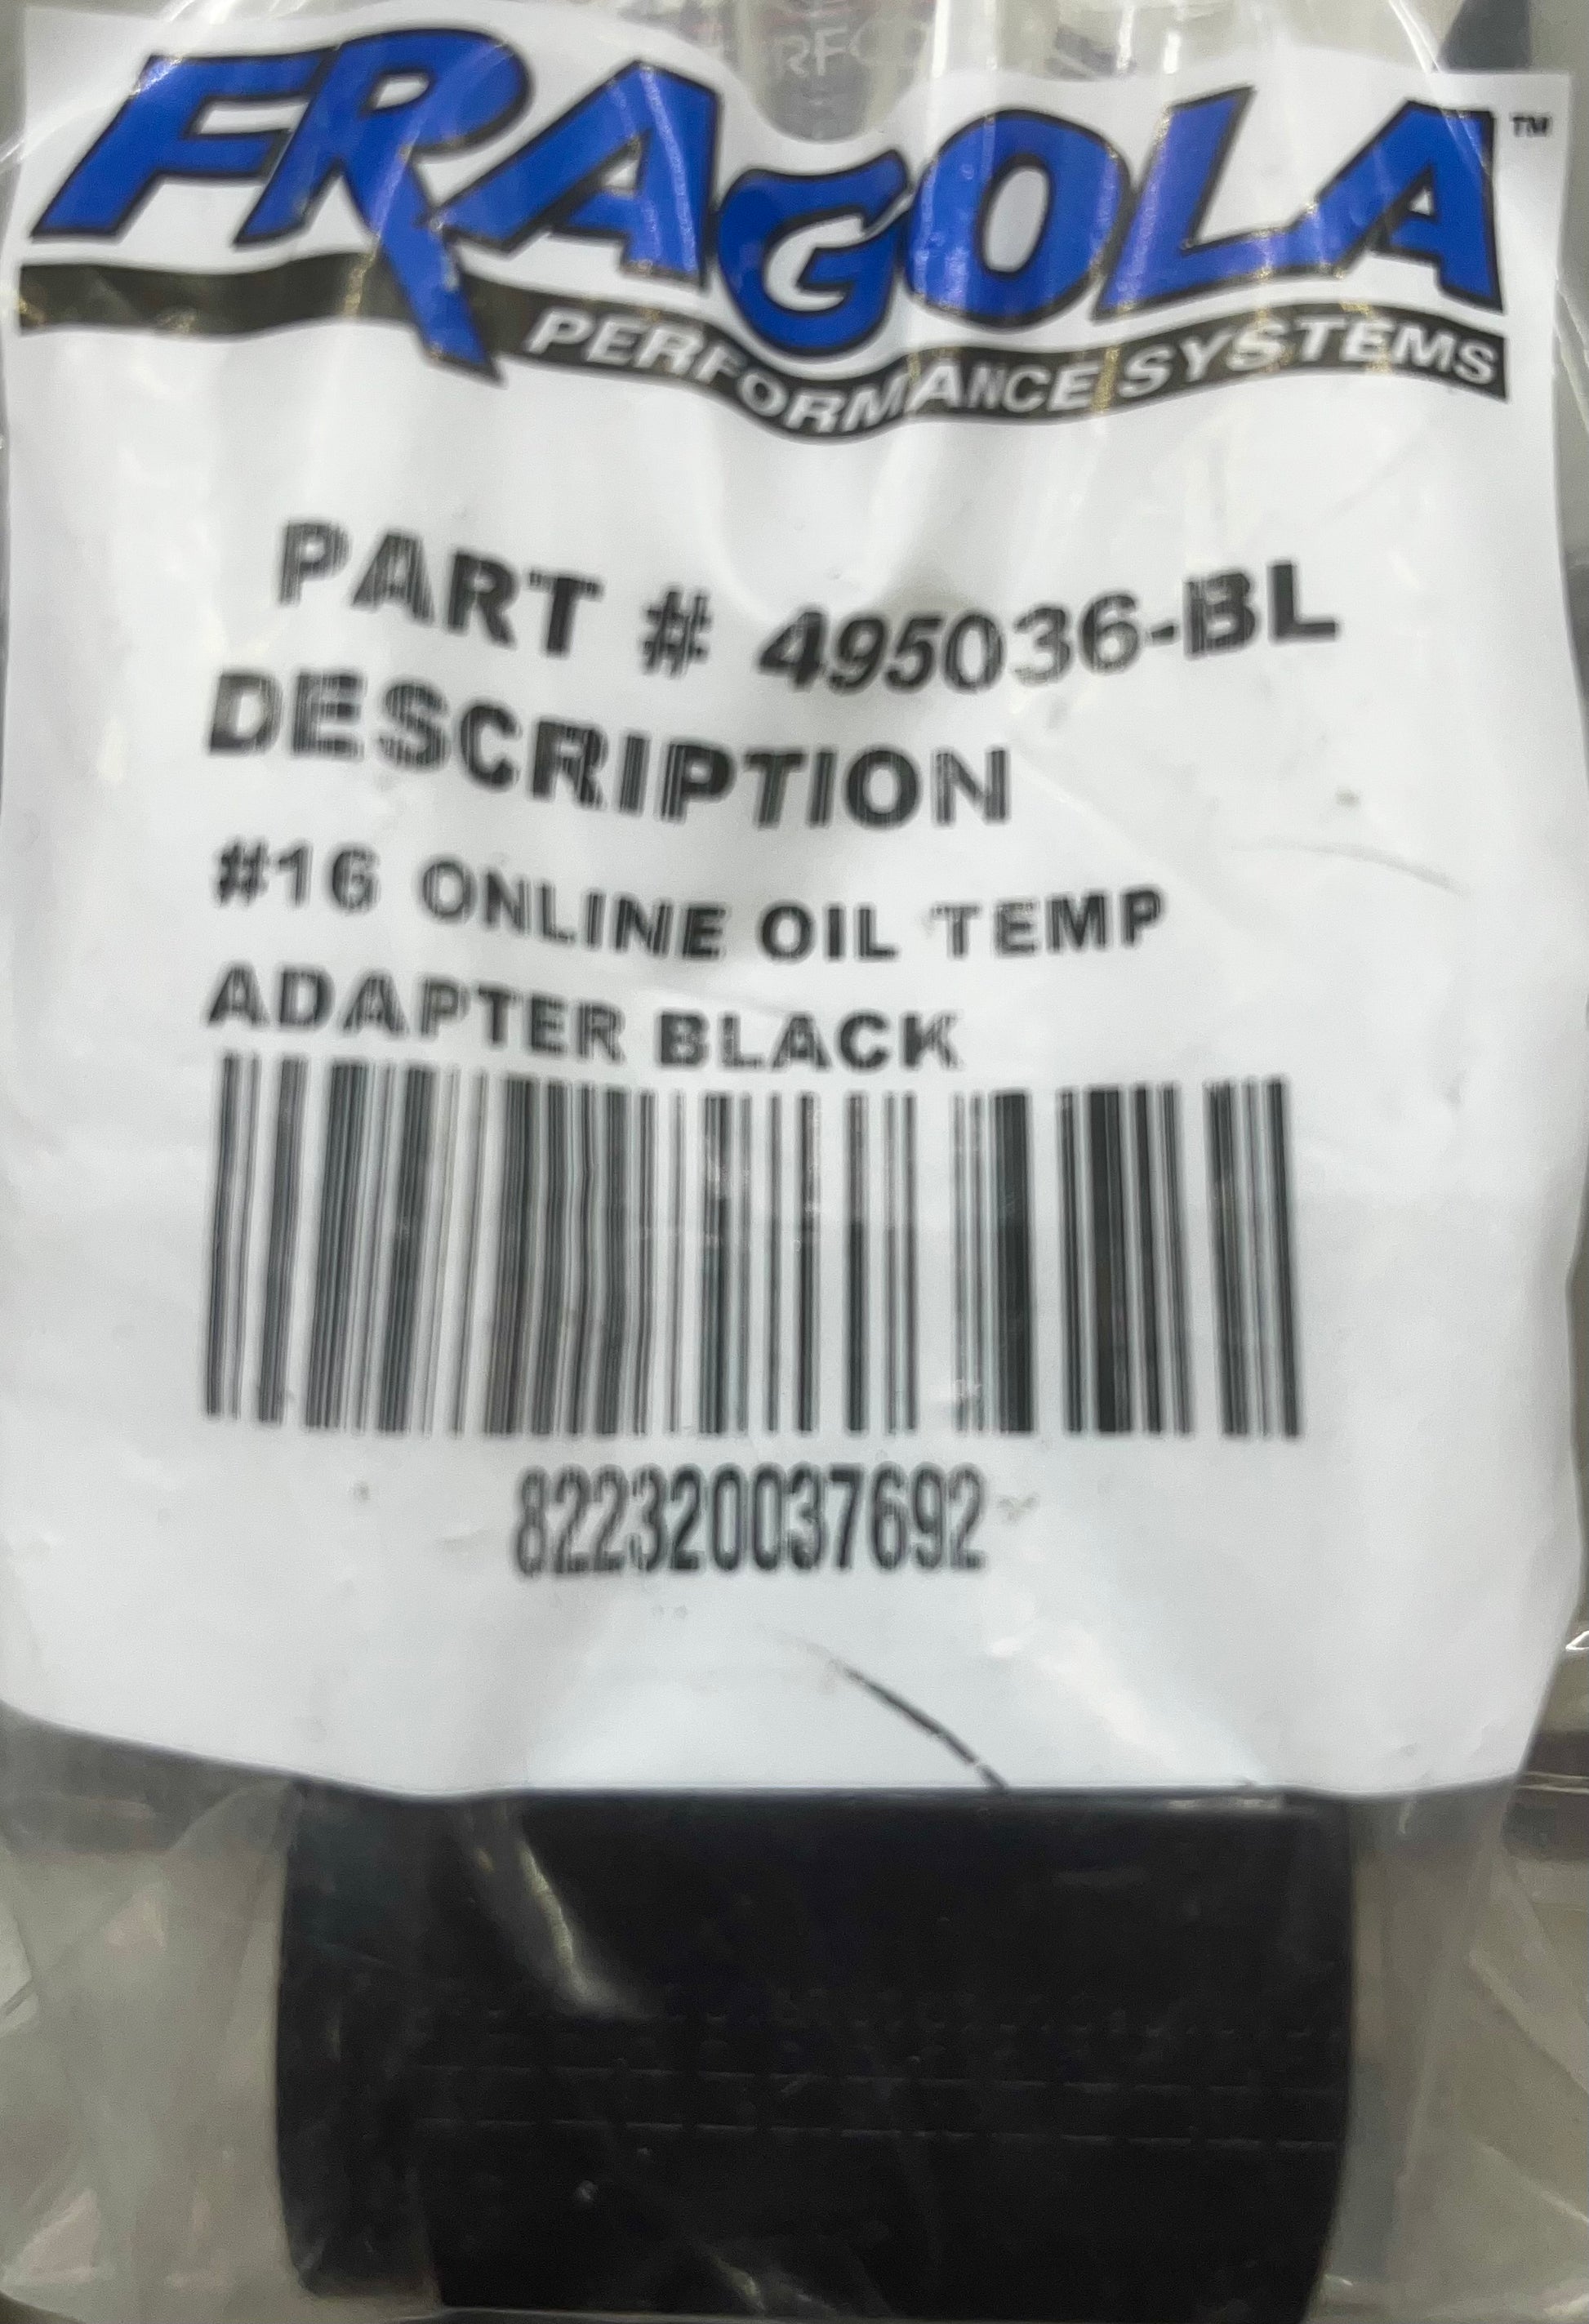 FRAGOLA™
PERFORMANCE SYSTEMS
PART # 495036-BL
DESCRIPTION
#16 ONLINE OIL TEMP
ADAPTER BLACK
822320037692